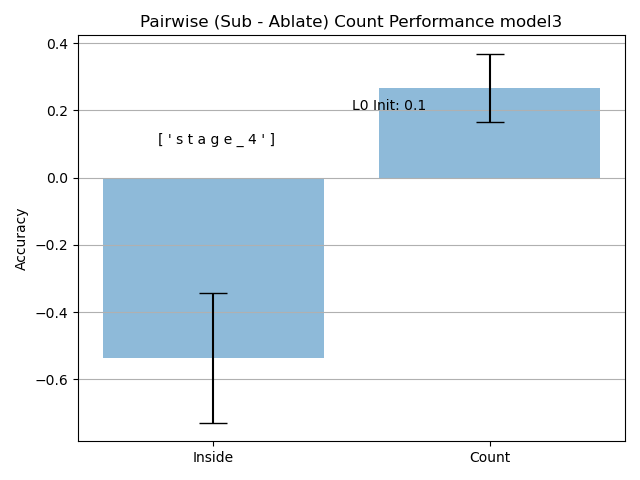 Pairwise (Sub - Ablate) Count Performance model3
0.4
L0 Init: 0.1
0.2
[ ' s t a g e _ 4 ' ]
0.0
Accuracy
−0.2
−0.4
−0.6
Inside
Count